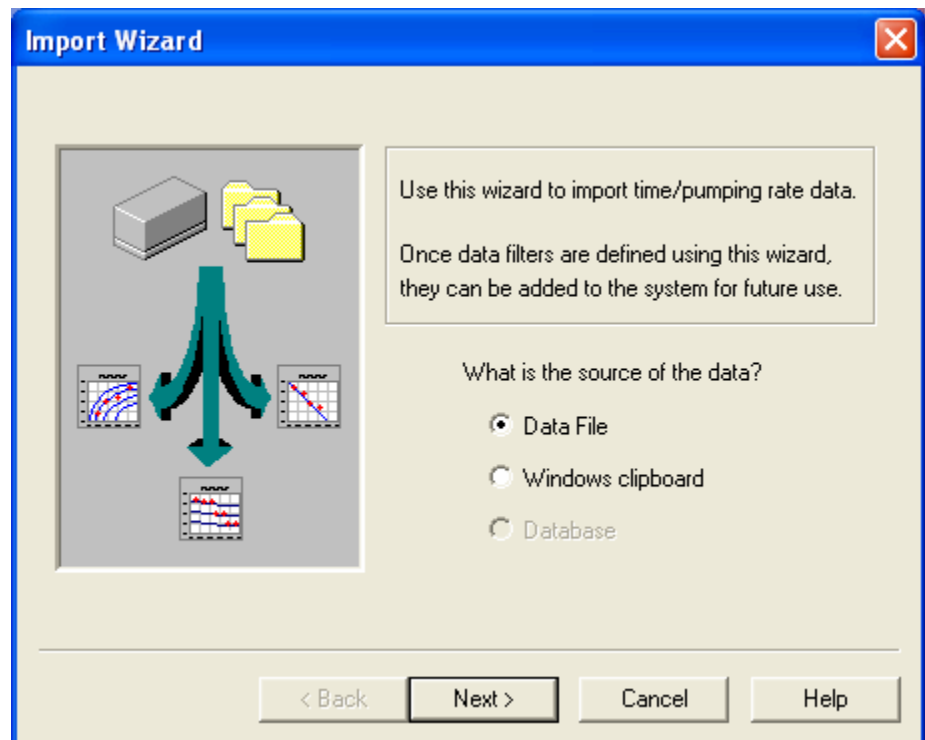 Import Wizard
Use this wizard to import time/pumping rate data.
Once data filters are defined using this wizard,
they can be added to the system for future use.
What is the source of the data?
Data File
Windows clipboard
Database
< Back
Next >
Cancel
Help